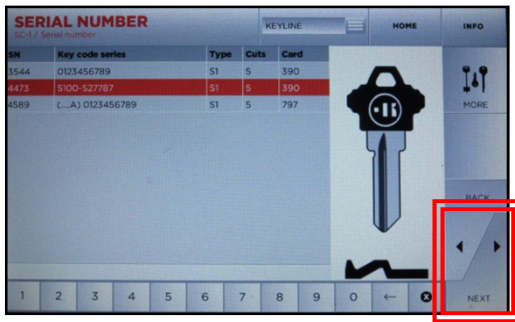 SERIAL NUMBER
SC-1 / Serial number
KEYLINE
HOME
INFO
SN Key code series Type Cuts Card
3544 0123456789 S1 5 390
4473 S100-S27787 S1 5 390
4589 (....A) 0123456789 S1 5 797
MORE
BACK
NEXT
1 2 3 4 5 6 7 8 9 0 ←